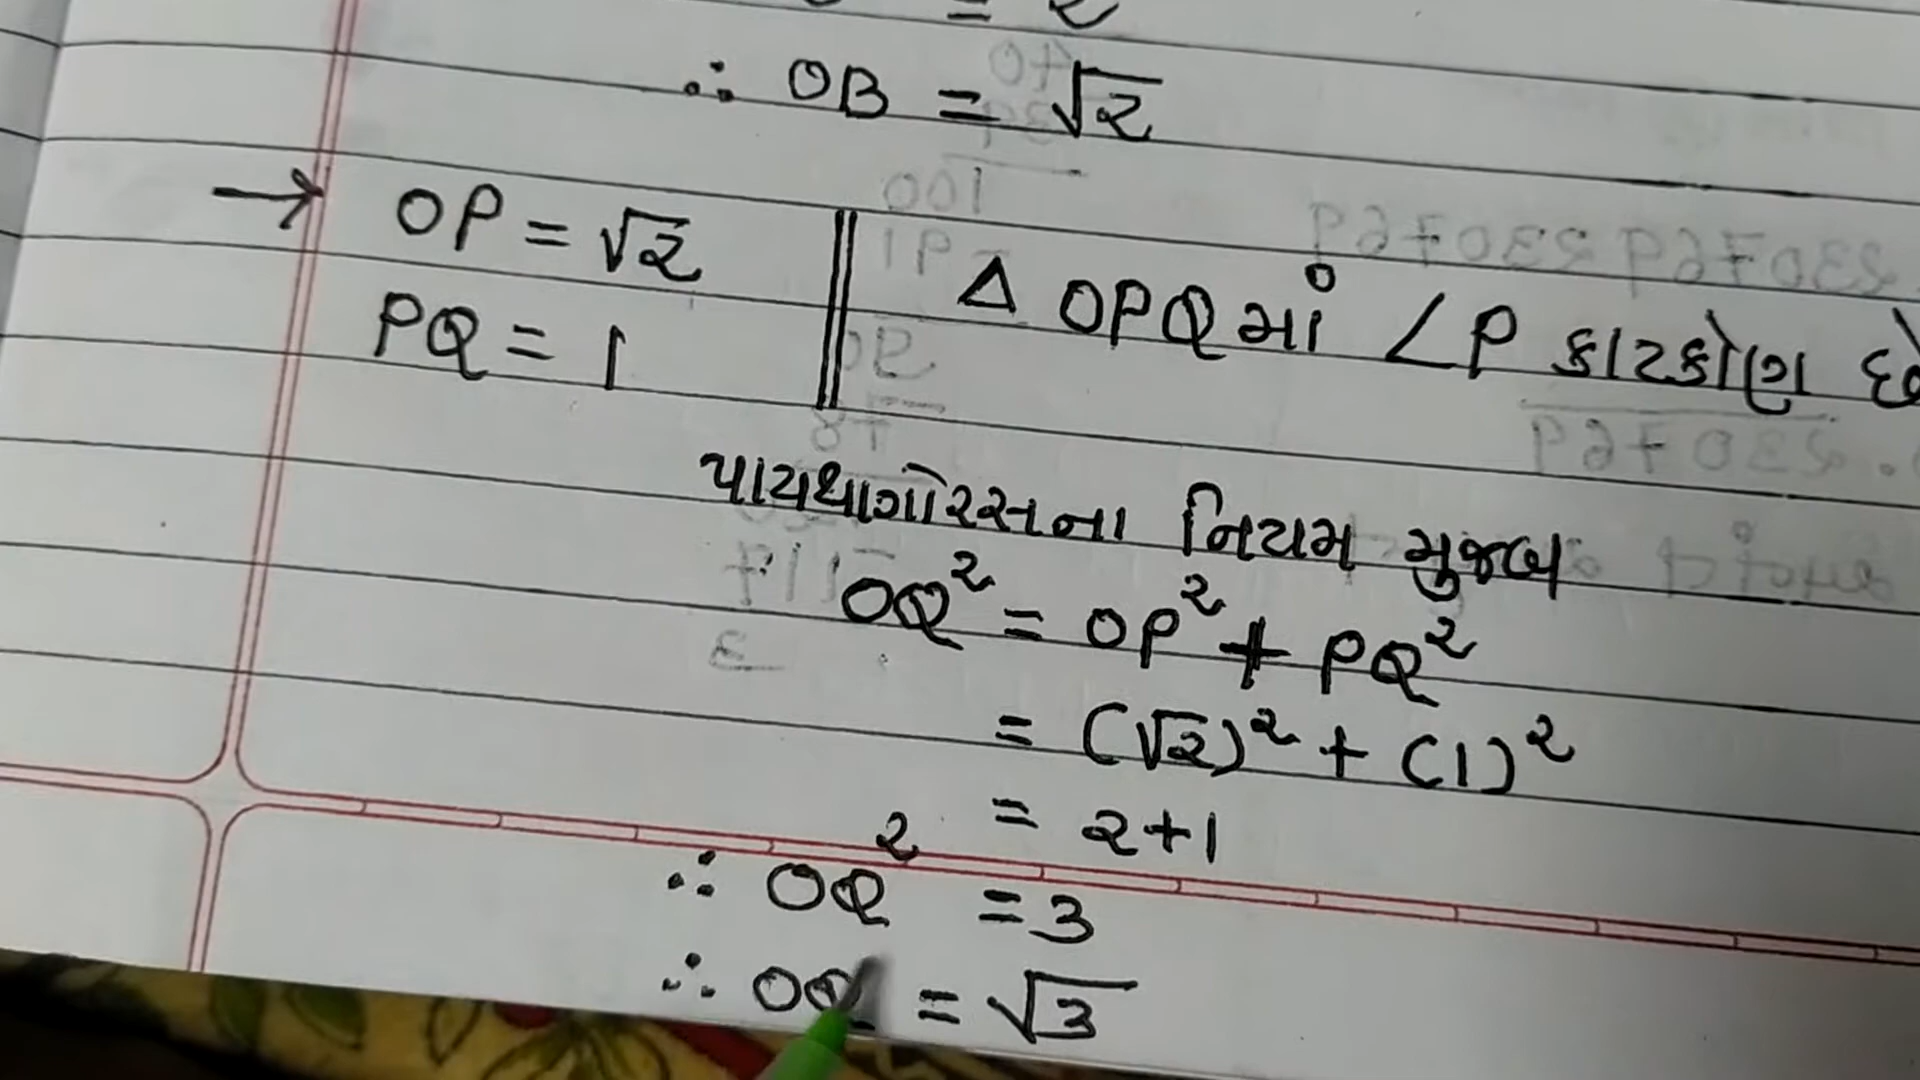 = 2
∴ OB = √2
→ OP = √2
PQ = 1
Δ OPQ માં ∠P કાટકોણ
પાયથાગોરસના નિયમ મુજબ
OQ² = OP² + PQ²
= (√2)² + (1)²
= 2+1
∴ OQ² = 3
∴ OQ = √3